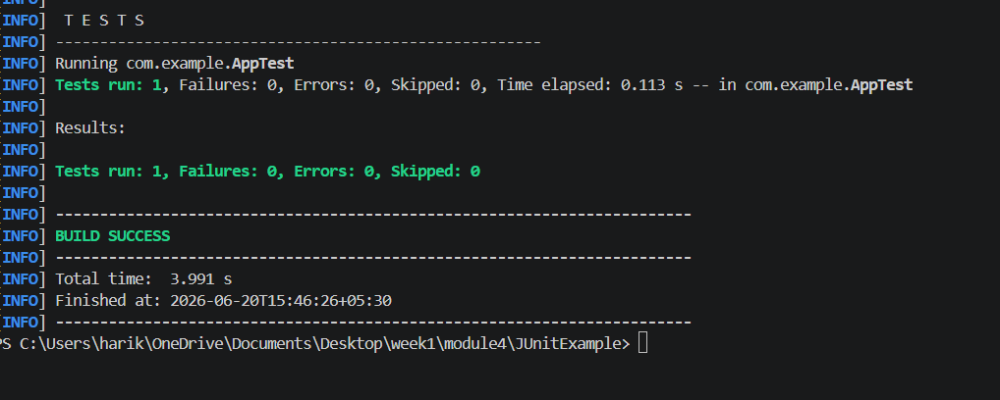 [INFO]
[INFO]  T E S T S
[INFO] -------------------------------------------------------
[INFO] Running com.example.AppTest
[INFO] Tests run: 1, Failures: 0, Errors: 0, Skipped: 0, Time elapsed: 0.113 s -- in com.example.AppTest
[INFO]
[INFO] Results:
[INFO]
[INFO] Tests run: 1, Failures: 0, Errors: 0, Skipped: 0
[INFO]
[INFO] ------------------------------------------------------------------------
[INFO] BUILD SUCCESS
[INFO] ------------------------------------------------------------------------
[INFO] Total time:  3.991 s
[INFO] Finished at: 2026-06-20T15:46:26+05:30
[INFO] ------------------------------------------------------------------------
PS C:\Users\harik\OneDrive\Documents\Desktop\week1\module4\JUnitExample>